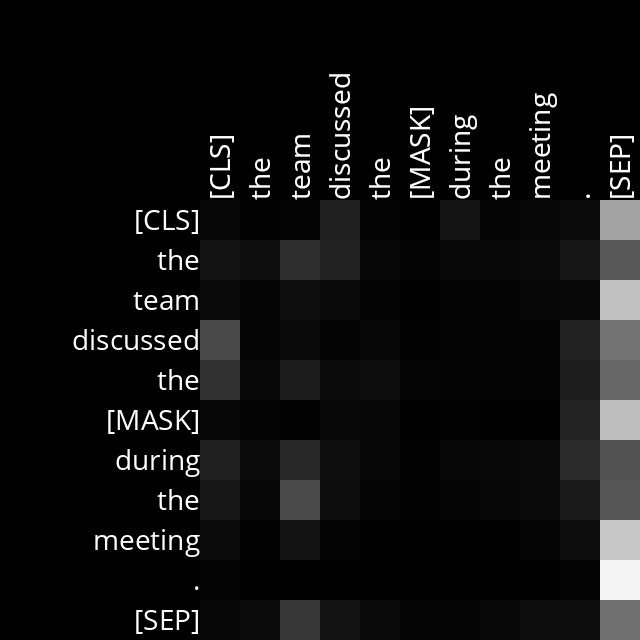 [CLS] the team discussed the [MASK] during the meeting . [SEP]
[CLS]
the
team
discussed
the
[MASK]
during
the
meeting
.
[SEP]